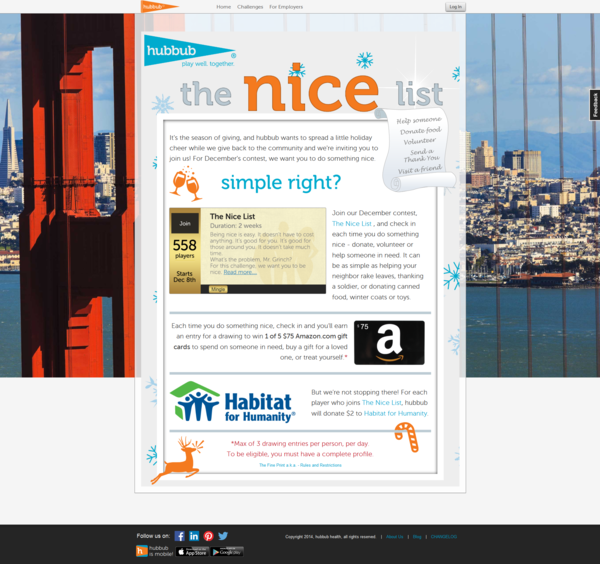 hubbub
Home Challenges For Employers
Log In
hubbub®
play well. together
the nice list
Help someone
Donate food
Volunteer
Send a
Thank You
Visit a friend
Feedback
It's the season of giving, and hubbub wants to spread a little holiday
cheer while we give back to the community and we're inviting you to
join us! For December's contest, we want you to do something nice.
simple right?
Join
558
players
Starts
Dec 8th
The Nice List
Duration: 2 weeks
Being nice is easy. It doesn't have to cost
anything. It's good for you. It's good for
those around you. It doesn't take much
time.
What's the problem, Mr. Grinch?
For this challenge, we want you to be
nice. Read more...
Mingle
Join our December contest,
The Nice List , and check in
each time you do something
nice - donate, volunteer or
help someone in need. It can
be as simple as helping your
neighbor rake leaves, thanking
a soldier, or donating canned
food, winter coats or toys
Each time you do something nice, check in and you'll earn
an entry for a drawing to win 1 of 5 $75 Amazon.com gift
cards to spend on someone in need, buy a gift for a loved
one, or treat yourself.*
$75
a
Habitat
for Humanity®
But we're not stopping there! For each
player who joins The Nice List, hubbub
will donate $2 to Habitat for Humanity.
*Max of 3 drawing entries per person, per day
To be eligible, you must have a complete profile
The Fine Print a.k.a. - Rules and Restrictions
Follow us on:
Copyright 2014, hubbub health, all rights reserved. | About Us | Blog | CHANGELOG
hubbub
is mobile!
App Store
Google play